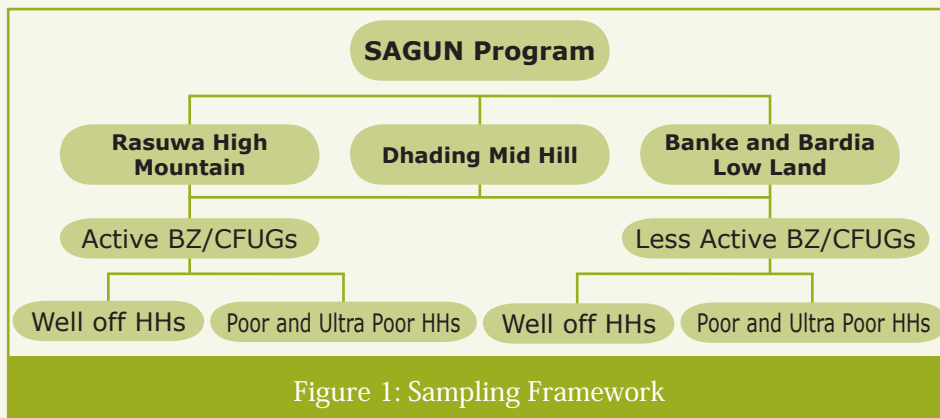 SAGUN Program
Rasuwa High
Mountain
Dhading Mid Hill
Banke and Bardia
Low Land
Active BZ/CFUGs
Less Active BZ/CFUGs
Well off HHs
Poor and Ultra Poor HHs
Well off HHs
Poor and Ultra Poor HHs
Figure 1: Sampling Framework